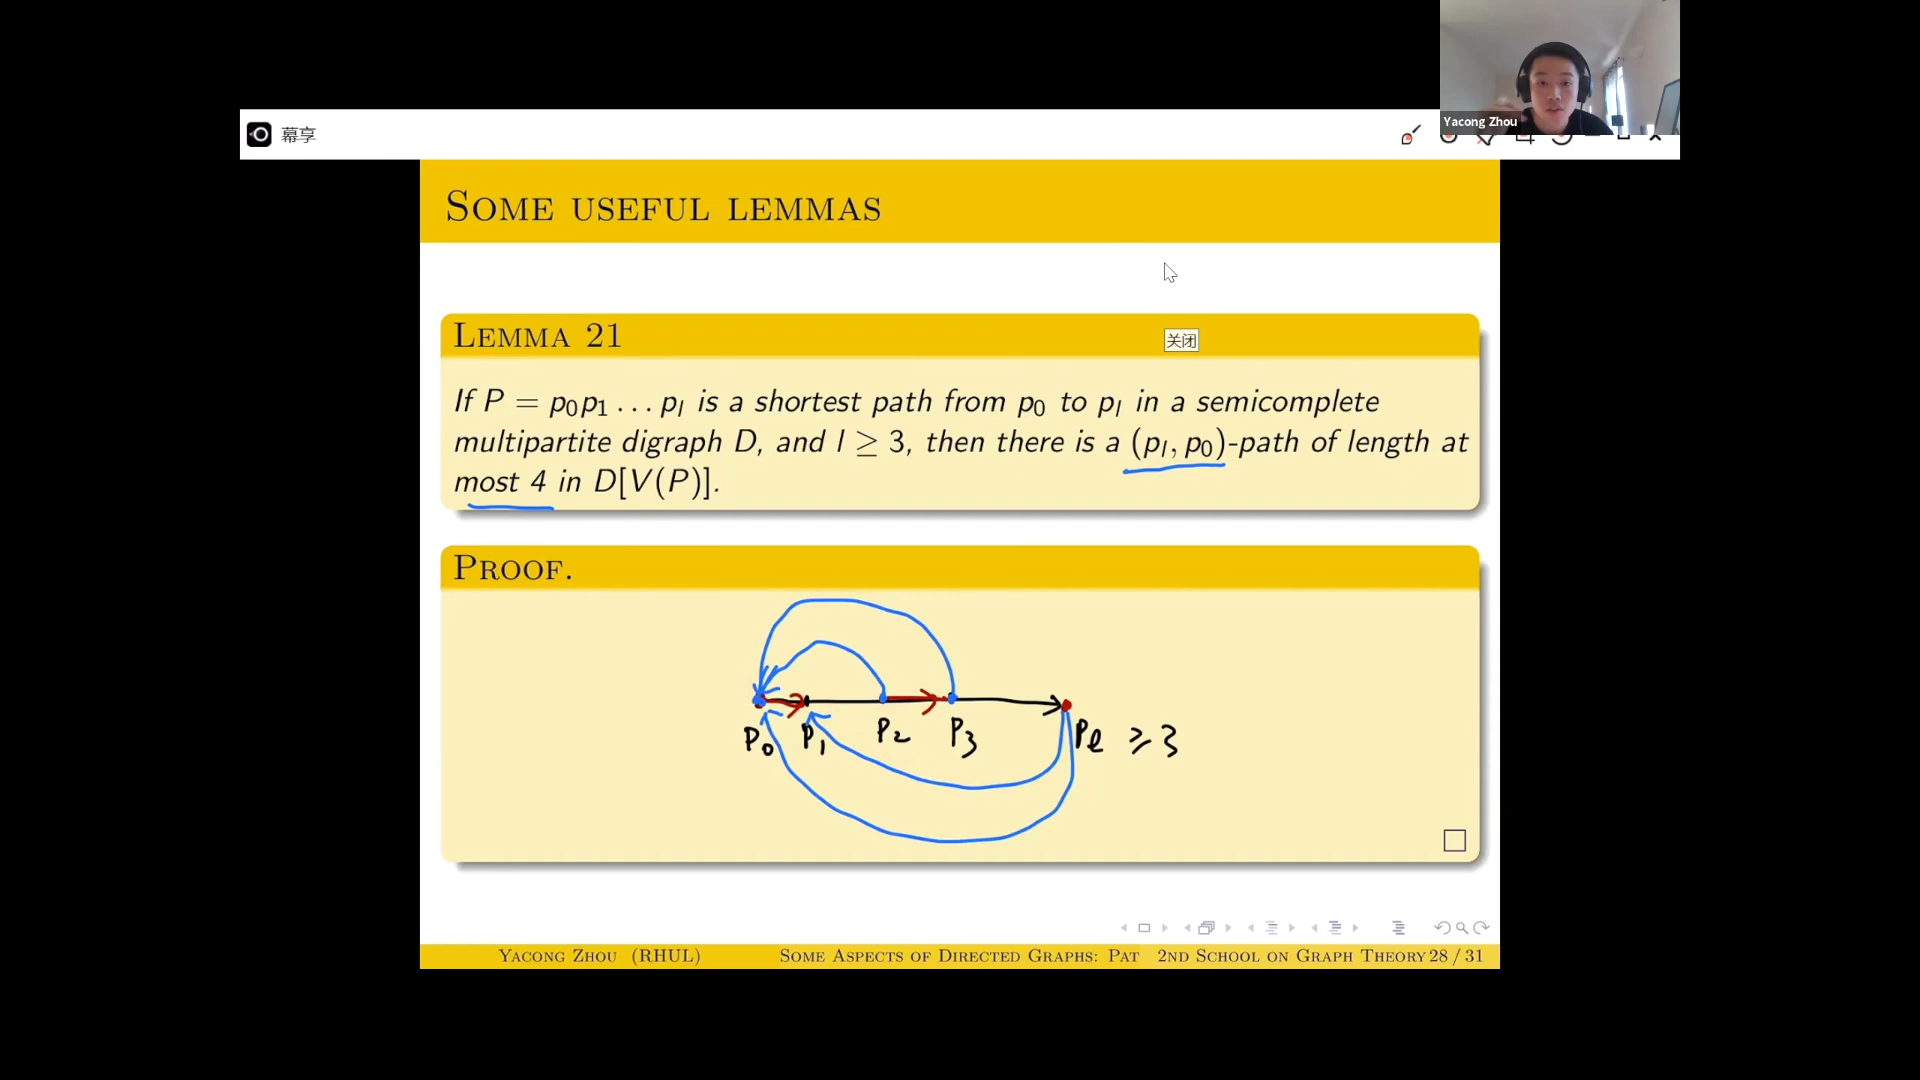 Yacong Zhou
幕享
Some useful lemmas
Lemma 21
关闭
If P = p₀p₁ … pₗ is a shortest path from p₀ to pₗ in a semicomplete
multipartite digraph D, and l ≥ 3, then there is a (pₗ, p₀)-path of length at
most 4 in D[V(P)].
Proof.
P₀ P₁ P₂ P₃ Pℓ ≥ 3
Yacong Zhou (RHUL) Some Aspects of Directed Graphs: Pat 2nd School on Graph Theory 28 / 31